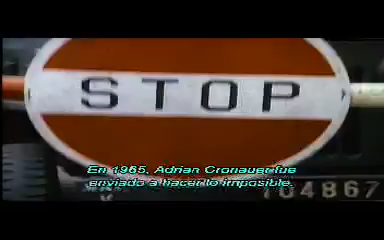 STOP
En 1965, Adrian Cronauer fue
enviado a hacer lo imposible.
104867